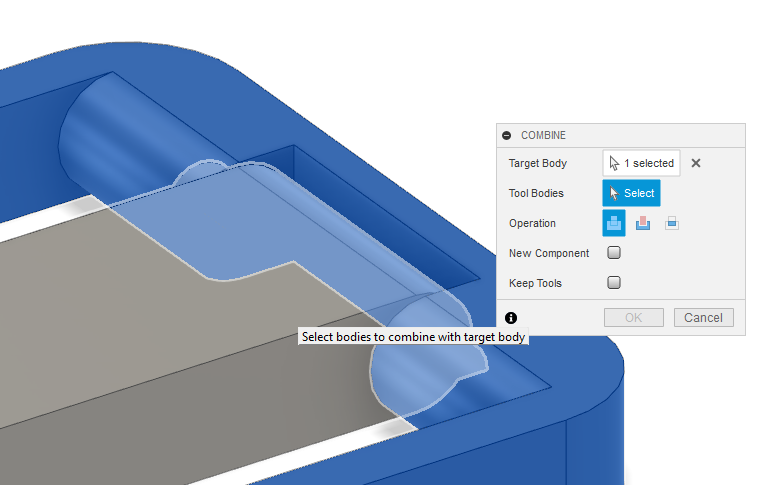 COMBINE
Target Body 1 selected
Tool Bodies Select
Operation
New Component
Keep Tools
OK Cancel
Select bodies to combine with target body